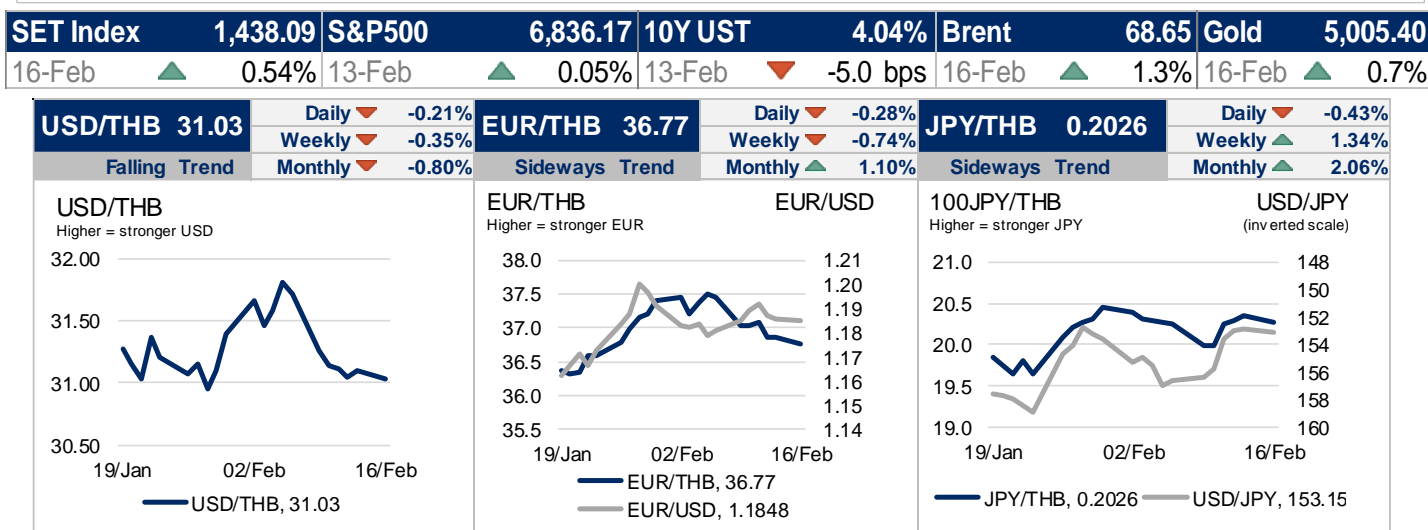 SET Index 1,438.09 S&P500 6,836.17 10Y UST 4.04% Brent 68.65 Gold 5,005.40
16-Feb 0.54% 13-Feb 0.05% 13-Feb -5.0 bps 16-Feb 1.3% 16-Feb 0.7%
USD/THB 31.03
Falling Trend
Daily -0.21%
Weekly -0.35%
Monthly -0.80%
USD/THB
Higher = stronger USD
32.00
31.50
31.00
30.50
19/Jan 02/Feb 16/Feb
USD/THB, 31.03
EUR/THB 36.77
Sideways Trend
Daily -0.28%
Weekly -0.74%
Monthly 1.10%
EUR/THB EUR/USD
Higher = stronger EUR
38.0
37.5
37.0
36.5
36.0
35.5
1.21
1.20
1.19
1.18
1.17
1.16
1.15
1.14
19/Jan 02/Feb 16/Feb
EUR/THB, 36.77
EUR/USD, 1.1848
JPY/THB 0.2026
Sideways Trend
Daily -0.43%
Weekly 1.34%
Monthly 2.06%
100JPY/THB USD/JPY
Higher = stronger JPY (inverted scale)
21.0
20.5
20.0
19.5
19.0
148
150
152
154
156
158
160
19/Jan 02/Feb 16/Feb
JPY/THB, 0.2026 USD/JPY, 153.15